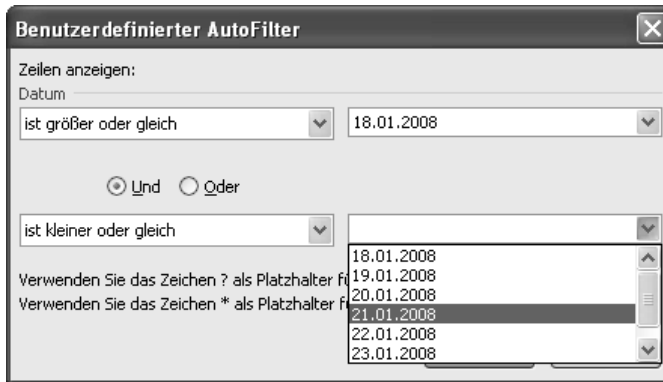 Benutzerdefinierter AutoFilter
Zeilen anzeigen:
Datum
ist größer oder gleich 18.01.2008
Und Oder
ist kleiner oder gleich
18.01.2008
Verwenden Sie das Zeichen ? als Platzhalter 19.01.2008
20.01.2008
Verwenden Sie das Zeichen * als Platzhalter 21.01.2008
22.01.2008
23.01.2008